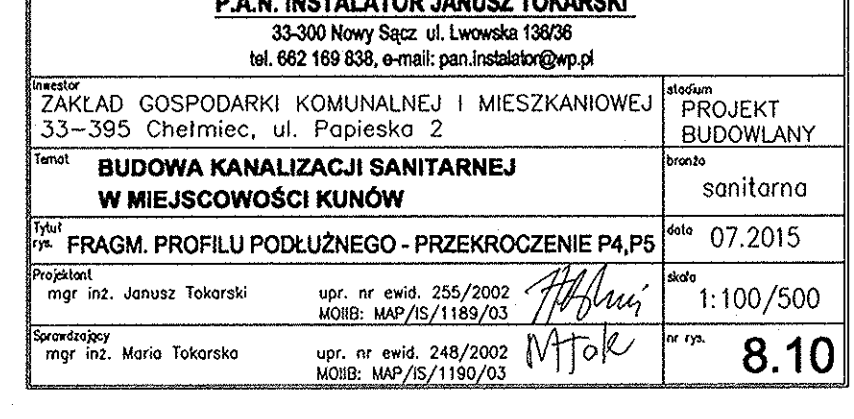 P.A.N. INSTALATOR JANUSZ TOKARSKI
33-300 Nowy Sącz ul. Lwowska 136/36
tel. 662 169 838, e-mail: pan.instalator@wp.pl
Inwestor
ZAKŁAD GOSPODARKI KOMUNALNEJ I MIESZKANIOWEJ
33-395 Chełmiec, ul. Papieska 2
stadium
PROJEKT
BUDOWLANY
Temat
BUDOWA KANALIZACJI SANITARNEJ
W MIEJSCOWOŚCI KUNÓW
branża
sanitarna
Tytuł
rys. FRAGM. PROFILU PODŁUŻNEGO - PRZEKROCZENIE P4,P5
data 07.2015
Projektant
mgr inż. Janusz Tokarski upr. nr ewid. 255/2002
MOIIB: MAP/IS/1189/03
skala
1:100/500
Sprawdzający
mgr inż. Maria Tokarska upr. nr ewid. 248/2002
MOIIB: MAP/IS/1190/03
MTok
nr rys.
8.10